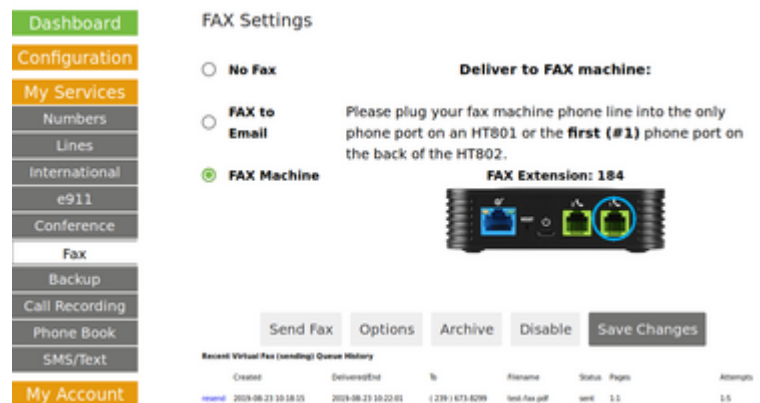 Dashboard
Configuration
My Services
Numbers
Lines
International
e911
Conference
Fax
Backup
Call Recording
Phone Book
SMS/Text
My Account
FAX Settings
No Fax
FAX to
Email
FAX Machine
Deliver to FAX machine:
Please plug your fax machine phone line into the only
phone port on an HT801 or the first (#1) phone port on
the back of the HT802.
FAX Extension: 184
Send Fax Options Archive Disable Save Changes
Recent Virtual Fax (sending) Queue History
Created Delivered/End To Filename Status Pages Attempts
resend 2019-08-23 10:18:15 2019-08-23 10:22:01 ( 239 ) 673-8299 test-fax.pdf sent 1:1 1:5